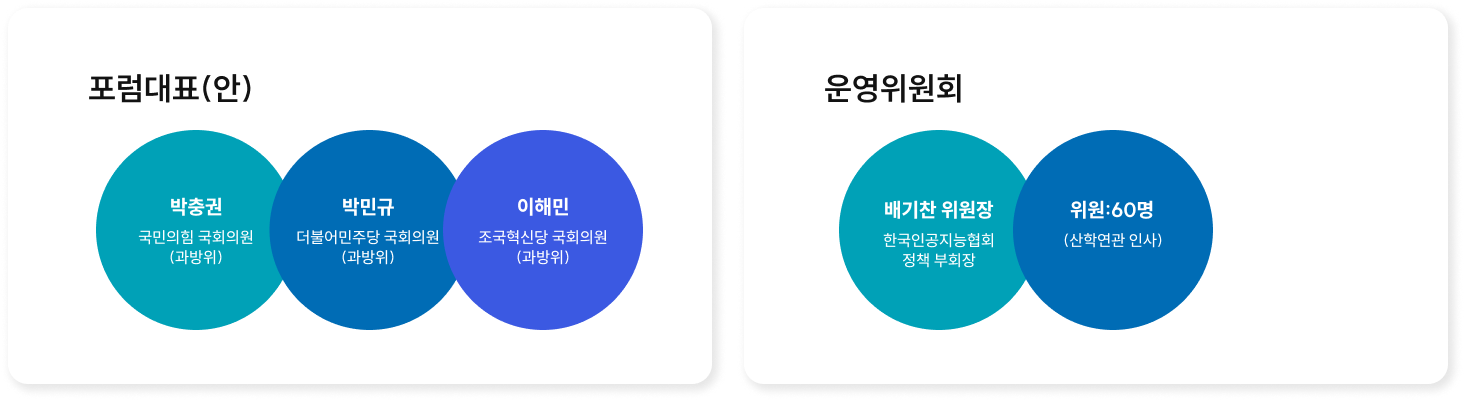 포럼대표(안)
박충권
국민의힘 국회의원
(과방위)
박민규
더불어민주당 국회의원
(과방위)
이해민
조국혁신당 국회의원
(과방위)
운영위원회
배기찬 위원장
한국인공지능협회
정책 부회장
위원:60명
(산학연관 인사)